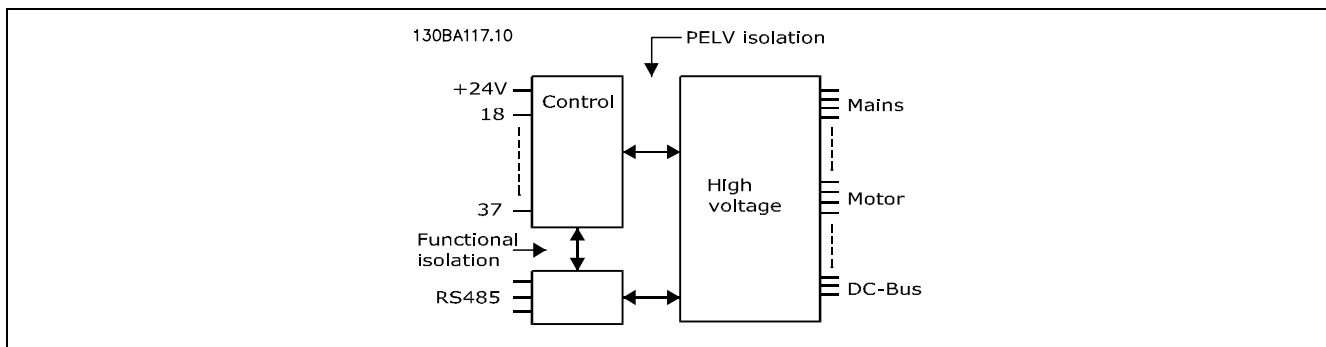 130BA117.10
PELV isolation
+24V
Control
18
Mains
High
voltage
Motor
37
Functional
isolation
RS485
DC-Bus